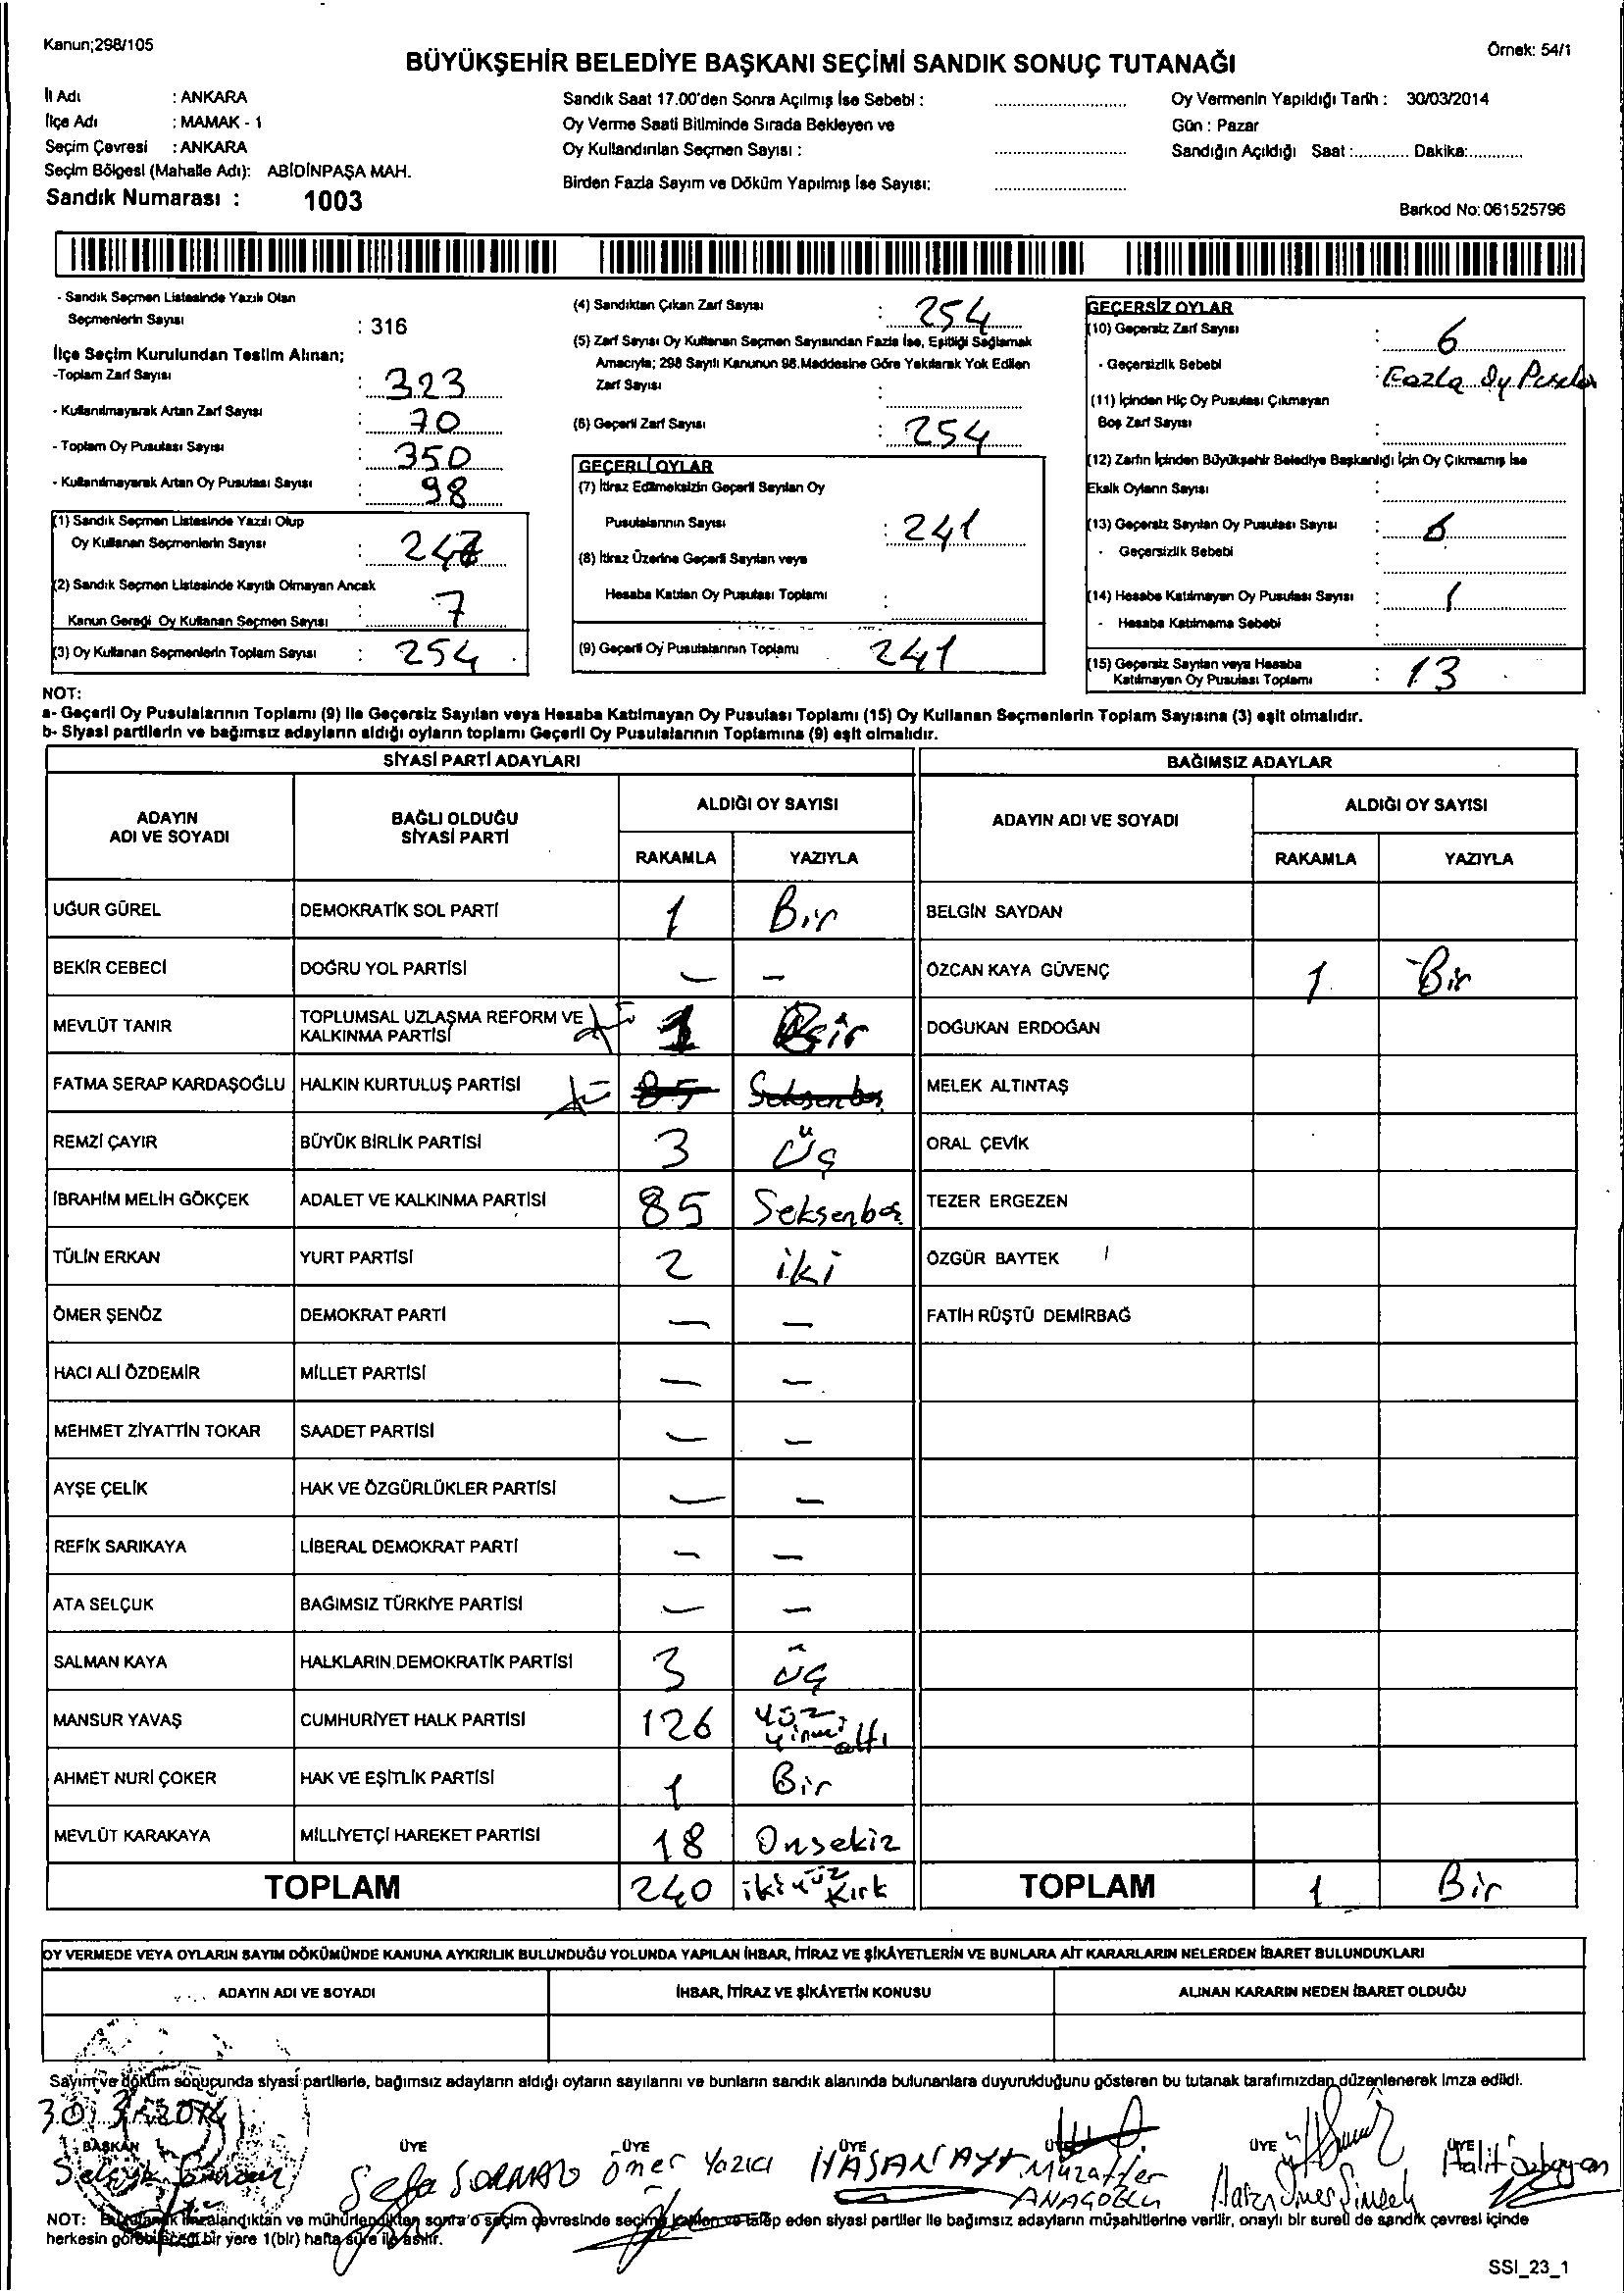 Kanun;298/105
Örnek: 54/1
BÜYÜKŞEHİR BELEDİYE BAŞKANI SEÇİMİ SANDIK SONUÇ TUTANAĞI
İl Adı : ANKARA
İlçe Adı : MAMAK - 1
Seçim Çevresi : ANKARA
Seçim Bölgesi (Mahalle Adı): ABİDİNPAŞA MAH.
Sandık Numarası : 1003
Sandık Saat 17.00'den Sonra Açılmış İse Sebebi :
Oy Verme Saati Bitiminde Sırada Bekleyen ve
Oy Kullandırılan Seçmen Sayısı :
Birden Fazla Sayım ve Döküm Yapılmış İse Sayısı:
Oy Vermenin Yapıldığı Tarih : 30/03/2014
Gün : Pazar
Sandığın Açıldığı Saat :............ Dakika:............
Barkod No: 061525796
- Sandık Seçmen Listesinde Yazılı Olan
Seçmenlerin Sayısı : 316
İlçe Seçim Kurulundan Teslim Alınan;
-Toplam Zarf Sayısı : 323
- Kullanılmayarak Artan Zarf Sayısı : 70
- Toplam Oy Pusulası Sayısı : 350
- Kullanılmayarak Artan Oy Pusulası Sayısı : 98
(1) Sandık Seçmen Listesinde Yazılı Olup
Oy Kullanan Seçmenlerin Sayısı : 247
(2) Sandık Seçmen Listesinde Kayıtlı Olmayan Ancak
Kanun Gereği Oy Kullanan Seçmen Sayısı : 7
(3) Oy Kullanan Seçmenlerin Toplam Sayısı : 254
(4) Sandıktan Çıkan Zarf Sayısı : 254
(5) Zarf Sayısı Oy Kullanan Seçmen Sayısından Fazla İse, Eşitliği Sağlamak
Amacıyla; 298 Sayılı Kanunun 98.Maddesine Göre Yakılarak Yok Edilen
Zarf Sayısı :
(6) Geçerli Zarf Sayısı : 254
GEÇERLİ OYLAR
(7) İtiraz Edilmeksizin Geçerli Sayılan Oy
Pusulalarının Sayısı : 241
(8) İtiraz Üzerine Geçerli Sayılan veya
Hesaba Katılan Oy Pusulası Toplamı :
(9) Geçerli Oy Pusulalarının Toplamı 241
GEÇERSİZ OYLAR
(10) Geçersiz Zarf Sayısı : 6
- Geçersizlik Sebebi : Fazla Oy
(11) İçinden Hiç Oy Pusulası Çıkmayan
Boş Zarf Sayısı :
(12) Zarfın İçinden Büyükşehir Belediye Başkanlığı İçin Oy Çıkmamış İse
Eksik Oyların Sayısı :
(13) Geçersiz Sayılan Oy Pusulası Sayısı : 6
- Geçersizlik Sebebi :
(14) Hesaba Katılmayan Oy Pusulası Sayısı : 1
- Hesaba Katılmama Sebebi :
(15) Geçersiz Sayılan veya Hesaba
Katılmayan Oy Pusulası Toplamı : 13
NOT:
a- Geçerli Oy Pusulalarının Toplamı (9) ile Geçersiz Sayılan veya Hesaba Katılmayan Oy Pusulası Toplamı (15) Oy Kullanan Seçmenlerin Toplam Sayısına (3) eşit olmalıdır.
b- Siyasi partilerin ve bağımsız adayların aldığı oyların toplamı Geçerli Oy Pusulalarının Toplamına (9) eşit olmalıdır.
SİYASİ PARTİ ADAYLARI
BAĞIMSIZ ADAYLAR
ADAYIN ADI VE SOYADI
BAĞLI OLDUĞU SİYASİ PARTİ
ALDIĞI OY SAYISI
ADAYIN ADI VE SOYADI
ALDIĞI OY SAYISI
RAKAMLA YAZIYLA RAKAMLA YAZIYLA
UĞUR GÜREL DEMOKRATİK SOL PARTİ 1 Bir BELGİN SAYDAN
BEKİR CEBECİ DOĞRU YOL PARTİSİ - - ÖZCAN KAYA GÜVENÇ 1 Bir
MEVLÜT TANIR TOPLUMSAL UZLAŞMA REFORM VE KALKINMA PARTİSİ 1 Bir DOĞUKAN ERDOĞAN
FATMA SERAP KARDAŞOĞLU HALKIN KURTULUŞ PARTİSİ 85 Seksenbeş MELEK ALTINTAŞ
REMZİ ÇAYIR BÜYÜK BİRLİK PARTİSİ 3 Üç ORAL ÇEVİK
İBRAHİM MELİH GÖKÇEK ADALET VE KALKINMA PARTİSİ 85 Seksenbeş TEZER ERGEZEN
TÜLİN ERKAN YURT PARTİSİ 2 iki ÖZGÜR BAYTEK
ÖMER ŞENÖZ DEMOKRAT PARTİ - - FATİH RÜŞTÜ DEMİRBAĞ
HACI ALİ ÖZDEMİR MİLLET PARTİSİ - -
MEHMET ZİYATTİN TOKAR SAADET PARTİSİ - -
AYŞE ÇELİK HAK VE ÖZGÜRLÜKLER PARTİSİ - -
REFİK SARIKAYA LİBERAL DEMOKRAT PARTİ - -
ATA SELÇUK BAĞIMSIZ TÜRKİYE PARTİSİ - -
SALMAN KAYA HALKLARIN DEMOKRATİK PARTİSİ 3 üç
MANSUR YAVAŞ CUMHURİYET HALK PARTİSİ 126 yüz yirmi altı
AHMET NURİ ÇOKER HAK VE EŞİTLİK PARTİSİ 1 Bir
MEVLÜT KARAKAYA MİLLİYETÇİ HAREKET PARTİSİ 18 Onsekiz
TOPLAM 240 ikiyüz Kırk TOPLAM 1 Bir
OY VERMEDE VEYA OYLARIN SAYIM DÖKÜMÜNDE KANUNA AYKIRILIK BULUNDUĞU YOLUNDA YAPILAN İHBAR, İTİRAZ VE ŞİKÂYETLERİN VE BUNLARA AİT KARARLARIN NELERDEN İBARET BULUNDUKLARI
ADAYIN ADI VE SOYADI İHBAR, İTİRAZ VE ŞİKÂYETİN KONUSU ALINAN KARARIN NEDEN İBARET OLDUĞU
Sayım ve döküm sonucunda siyasi partilerle, bağımsız adayların aldığı oyların sayılarını ve bunların sandık alanında bulunanlara duyurulduğunu gösteren bu tutanak tarafımızdan düzenlenerek imza edildi.
BAŞKAN ÜYE ÜYE ÜYE ÜYE ÜYE ÜYE
Sefa Ömer Yazıcı HASAN Muzaffer ANAÇOĞLU Ömer Şimşek Halit
NOT: Bu tutanak imzalandıktan ve mühürlendikten sonra o seçim çevresinde seçime katılan ve talep eden siyasi partiler ile bağımsız adayların müşahitlerine verilir, onaylı bir sureti de sandık çevresi içinde
herkesin görebileceği bir yere 1(bir) hafta süre ile asılır.
SSI_23_1